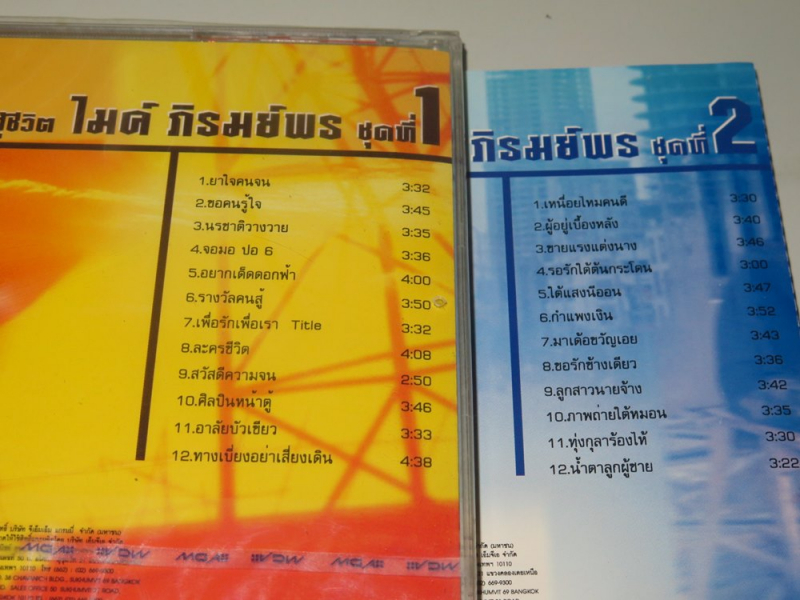 สู้ชีวิต ไมค์ ภิรมย์พร ชุดที่ 1
1.ยาใจคนจน 3:32
2.ขอคนรู้ใจ 3:45
3.นรชาติวางวาย 3:35
4.จอมอ ปอ 6 3:36
5.อยากเด็ดดอกฟ้า 4:00
6.รางวัลคนสู้ 3:50
7.เพื่อรักเพื่อเรา Title 3:32
8.ละครชีวิต 4:08
9.สวัสดีความจน 2:50
10.ศิลปินหน้าตู้ 3:46
11.อาลัยบัวเขียว 3:33
12.ทางเบี่ยงอย่าเสี่ยงเดิน 4:38
ภิรมย์พร ชุดที่ 2
1.เหนื่อยไหมคนดี 3:30
2.ผู้อยู่เบื้องหลัง 3:40
3.ขายแรงแต่งนาง 3:46
4.รอรักใต้ต้นกระโดน 3:00
5.ใต้แสงนีออน 3:47
6.กำแพงเงิน 3:52
7.มาเด้อขวัญเอย 3:43
8.ขอรักข้างเดียว 3:36
9.ลูกสาวนายจ้าง 3:42
10.ภาพถ่ายใต้หมอน 3:35
11.ทุ่งกุลาร้องไห้ 3:30
12.น้ำตาลูกผู้ชาย 3:22